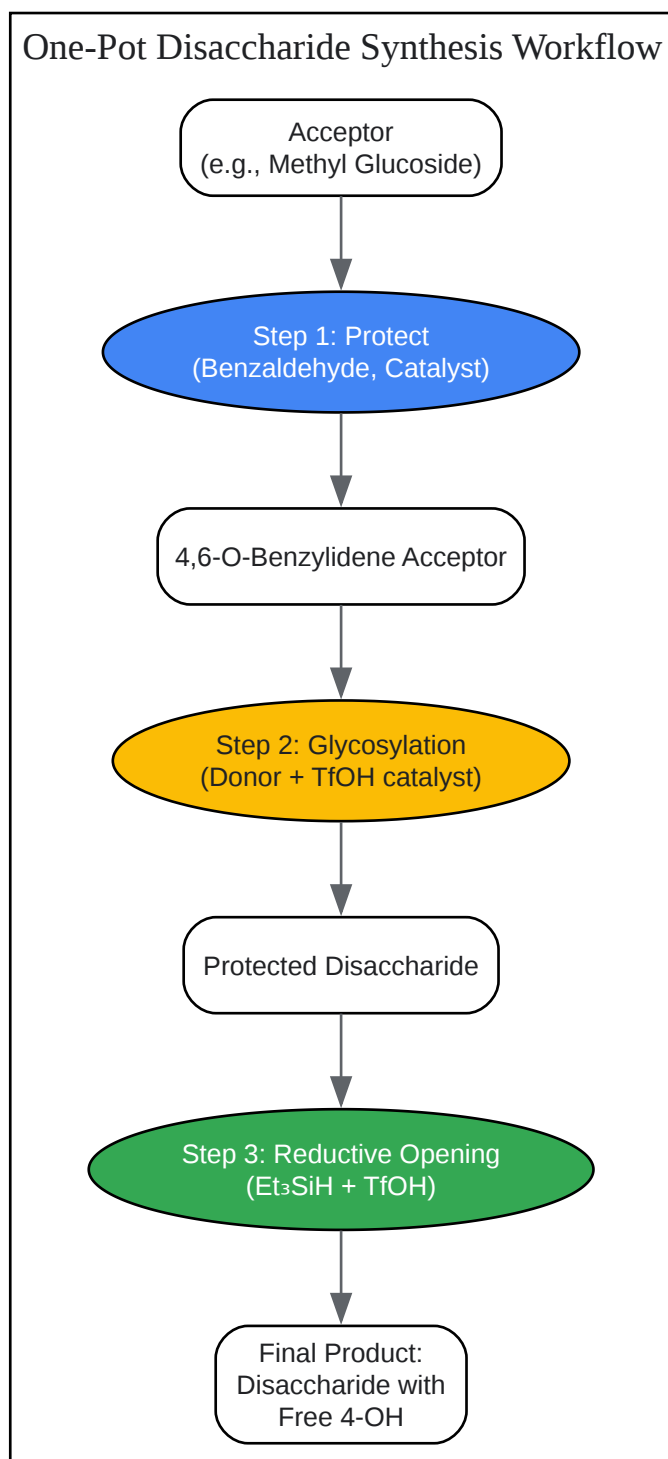 One-Pot Disaccharide Synthesis Workflow
Acceptor
(e.g., Methyl Glucoside)
Step 1: Protect
(Benzaldehyde, Catalyst)
4,6-O-Benzylidene Acceptor
Step 2: Glycosylation
(Donor + TfOH catalyst)
Protected Disaccharide
Step 3: Reductive Opening
(Et₃SiH + TfOH)
Final Product:
Disaccharide with
Free 4-OH